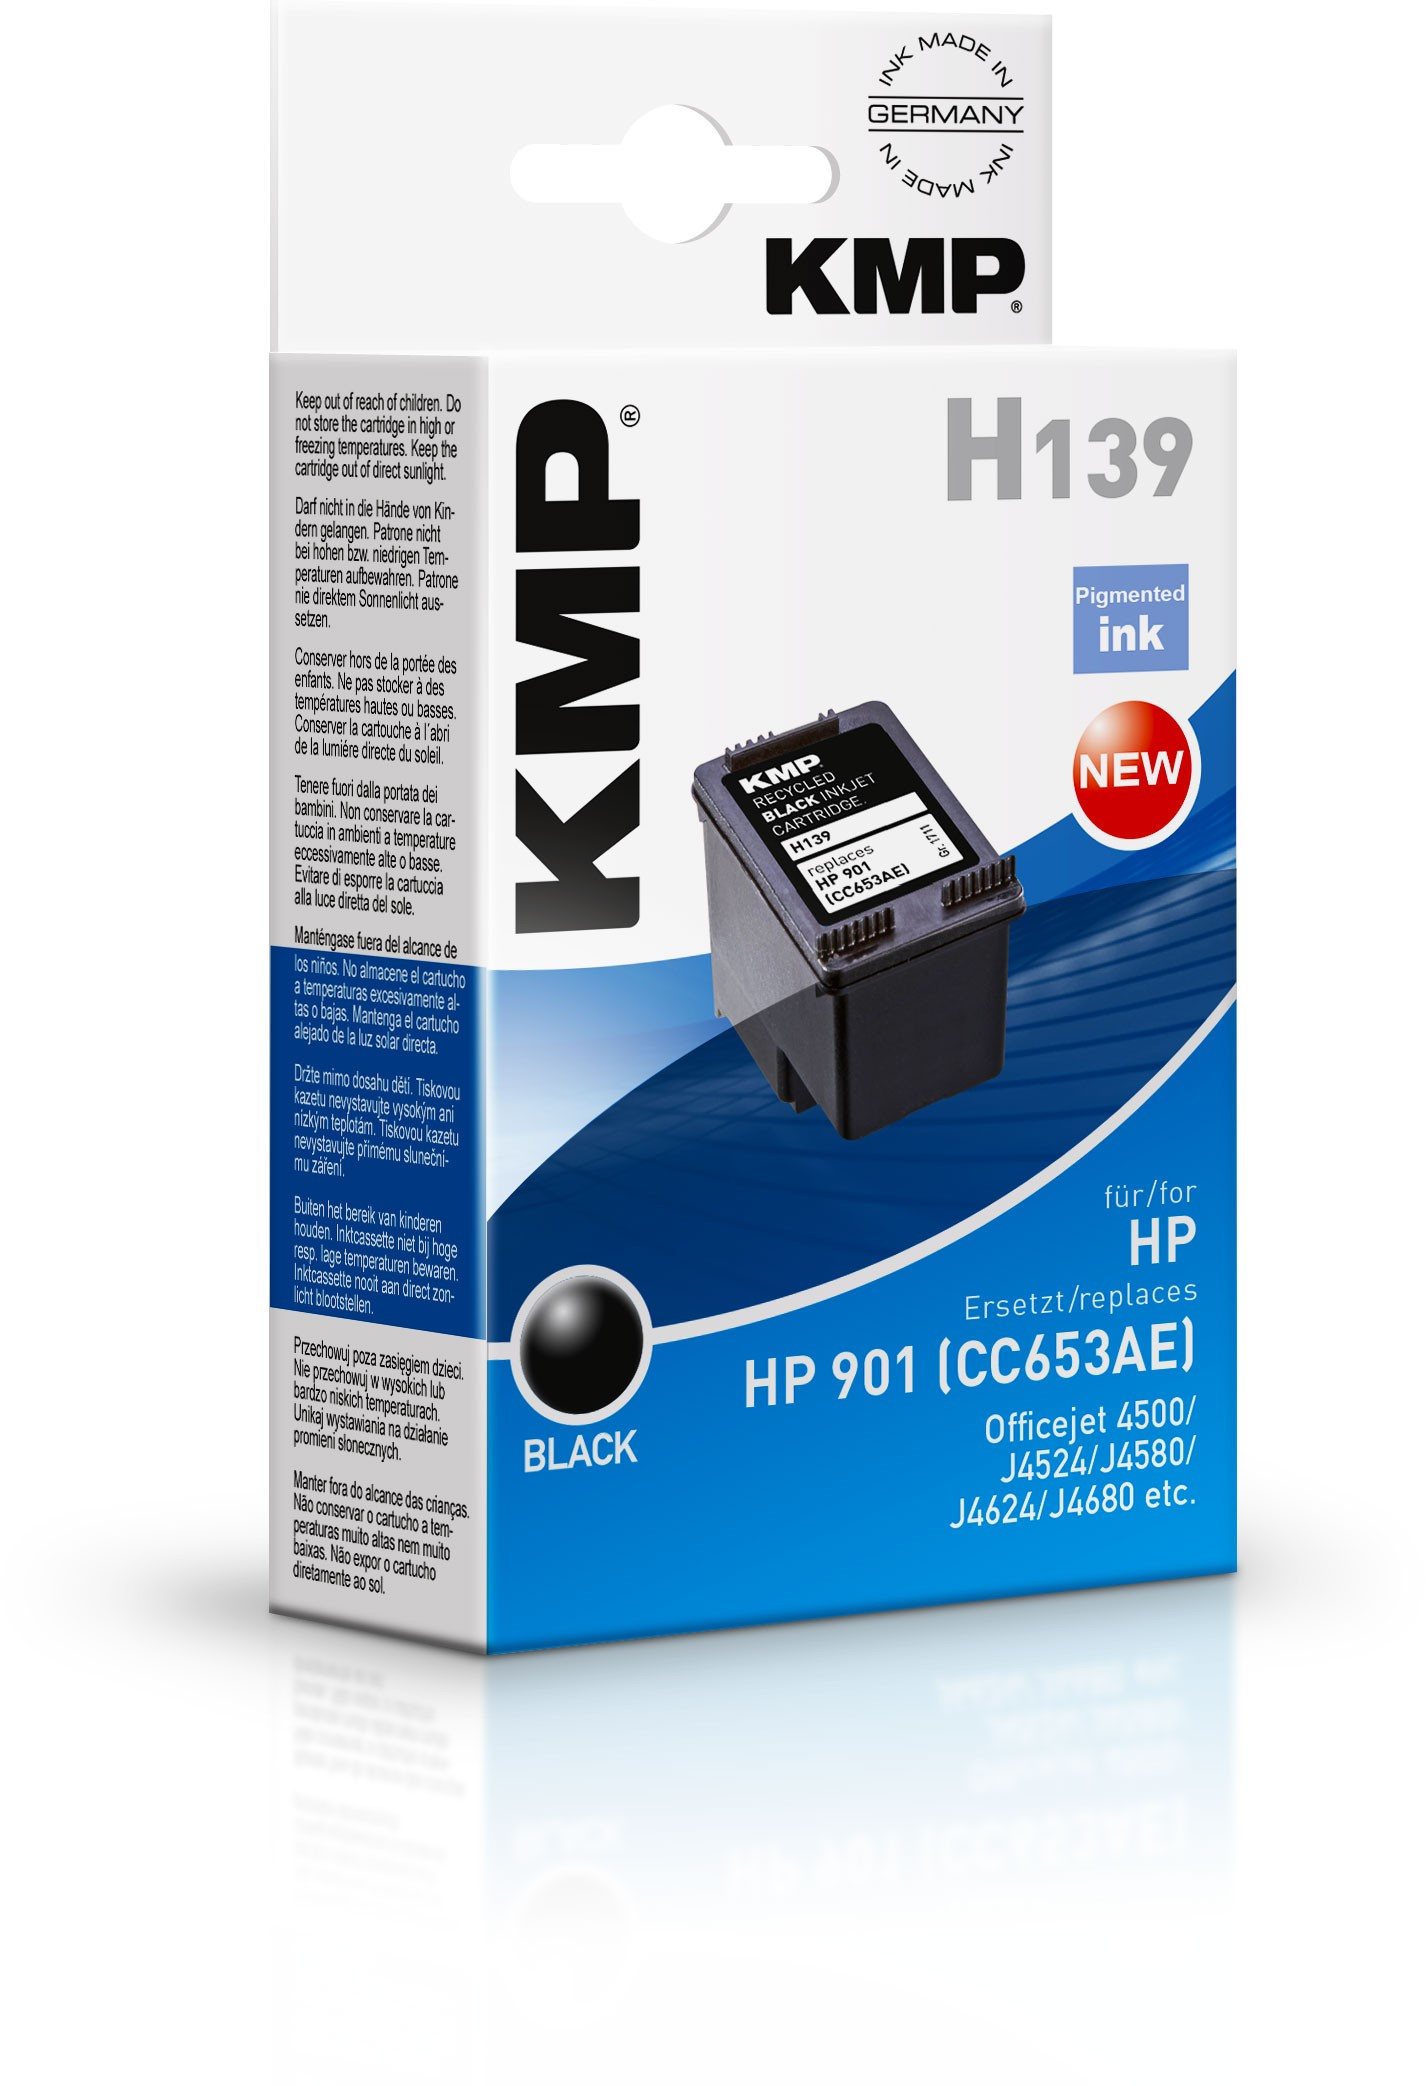 INK MADE IN
GERMANY
INK MADE IN
KMP®
Keep out of reach of children. Do
not store the cartridge in high or
freezing temperatures. Keep the
cartridge out of direct sunlight.
Darf nicht in die Hände von Kin-
dern gelangen. Patrone nicht
bei hohen bzw. niedrigen Tem-
peraturen aufbewahren. Patrone
nie direktem Sonnenlicht aus-
setzen.
Conserver hors de la portée des
enfants. Ne pas stocker à des
températures hautes ou basses.
Conserver la cartouche à l´abri
de la lumiére directe du soleil.
Tenere fuori dalla portata dei
bambini. Non conservare la car-
tuccia in ambienti a temperature
eccessivamente alte o basse.
Evitare di esporre la cartuccia
alla luce diretta del sole.
Manténgase fuera del alcance de
los niños. No almacene el cartucho
a temperaturas excesivamente al-
tas o bajas. Mantenga el cartucho
alejado de la luz solar directa.
Držte mimo dosahu dětí. Tiskovou
kazetu nevystavujte vysokým ani
nízkým teplotám. Tiskovou kazetu
nevystavujte přímému sluneční-
mu záření.
Buiten het bereik van kinderen
houden. Inktcassette niet bij hoge
resp. lage temperaturen bewaren.
Inktcassette nooit aan direct zon-
licht blootstellen.
Przechowuj poza zasięgiem dzieci.
Nie przechowuj w wysokich lub
bardzo niskich temperaturach.
Unikaj wystawiania na działanie
promieni słonecznych.
Manter fora do alcance das crianças.
Não conservar o cartucho a tem-
peraturas muito altas nem muito
baixas. Não expor o cartucho
diretamente ao sol.
KMP®
H139
Pigmented
ink
NEW
KMP
RECYCLED
BLACK INKJET
CARTRIDGE.
H139
replaces
HP 901
(CC653AE)
Gr. 1711
für/for
HP
Ersetzt/replaces
HP 901 (CC653AE)
Officejet 4500/
J4524/J4580/
J4624/J4680 etc.
BLACK